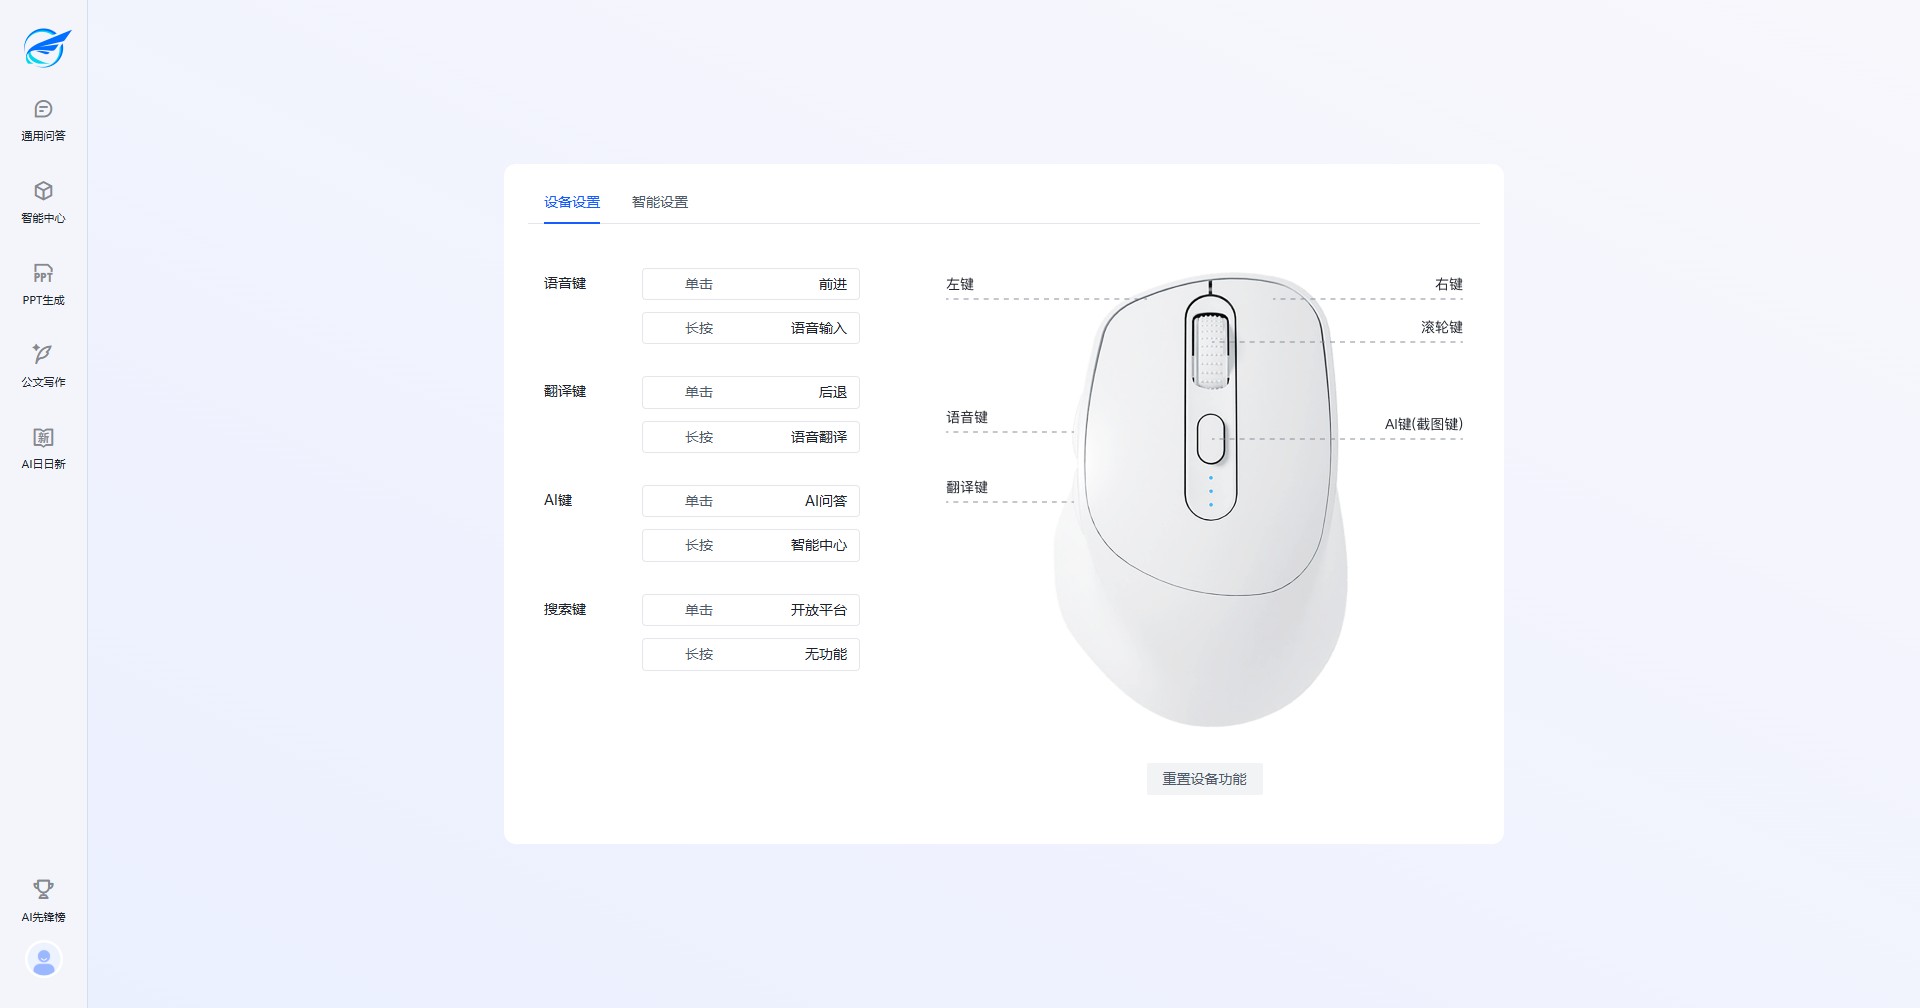 通用问答
智能中心
PPT
PPT生成
公文写作
新
AI日日新
AI先锋榜
设备设置 智能设置
语音键 单击 前进
长按 语音输入
翻译键 单击 后退
长按 语音翻译
AI键 单击 AI问答
长按 智能中心
搜索键 单击 开放平台
长按 无功能
左键 右键
滚轮键
语音键 AI键(截图键)
翻译键
重置设备功能